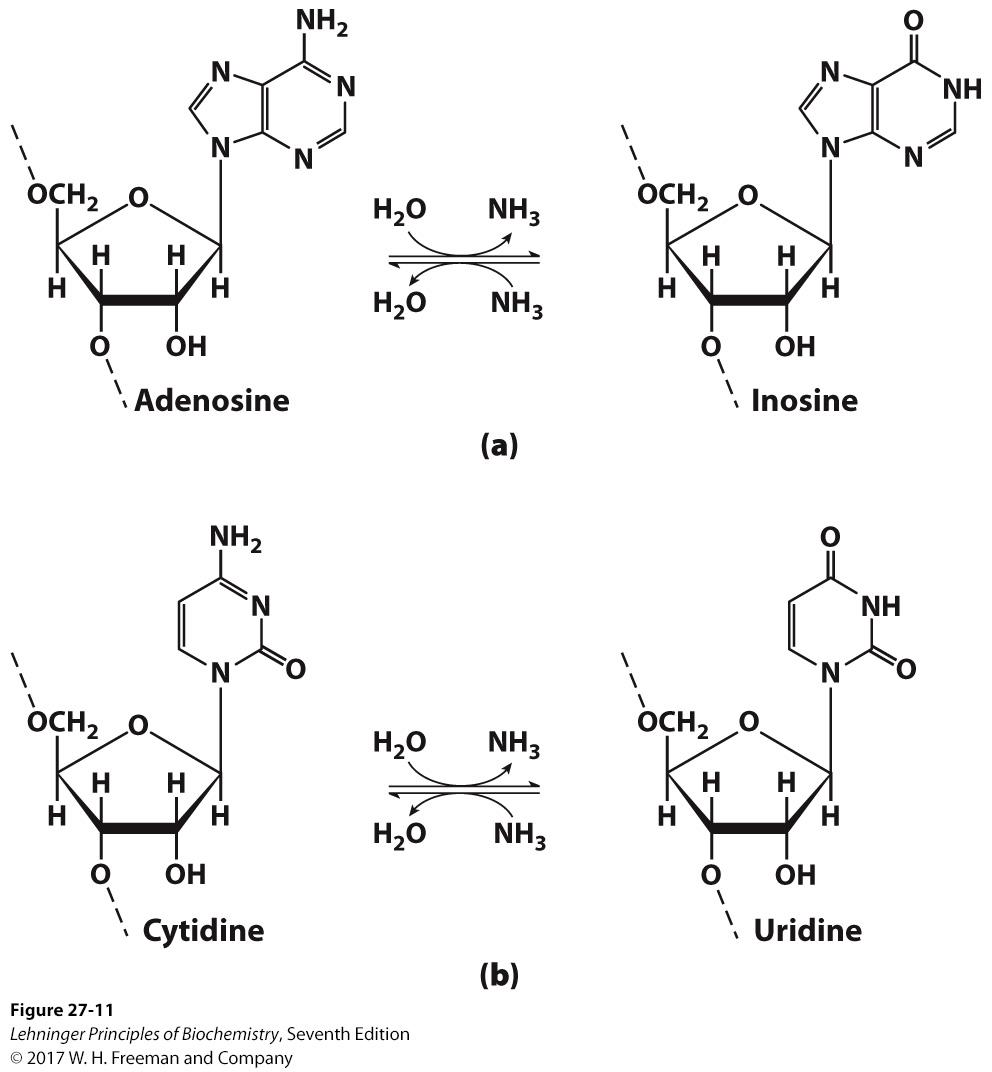 NH₂ O
N N N NH
N N N N
OCH₂ O H₂O NH₃ OCH₂ O
H H H H
H H H H
H₂O NH₃
O OH O OH
Adenosine Inosine
(a)
NH₂ O
N NH
N O N O
OCH₂ O H₂O NH₃ OCH₂ O
H H H H
H H H H
H₂O NH₃
O OH O OH
Cytidine Uridine
(b)
Figure 27-11
Lehninger Principles of Biochemistry, Seventh Edition
© 2017 W. H. Freeman and Company